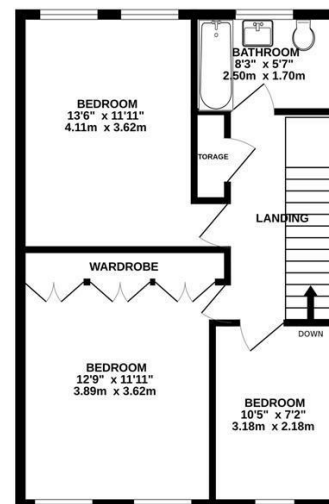 BATHROOM
8'3" x 5'7"
2.50m x 1.70m
BEDROOM
13'6" x 11'11"
4.11m x 3.62m
TORAGE
LANDING
WARDROBE
DOWN
BEDROOM
12'9" x 11'11"
3.89m x 3.62m
BEDROOM
10'5" x 7'2"
3.18m x 2.18m